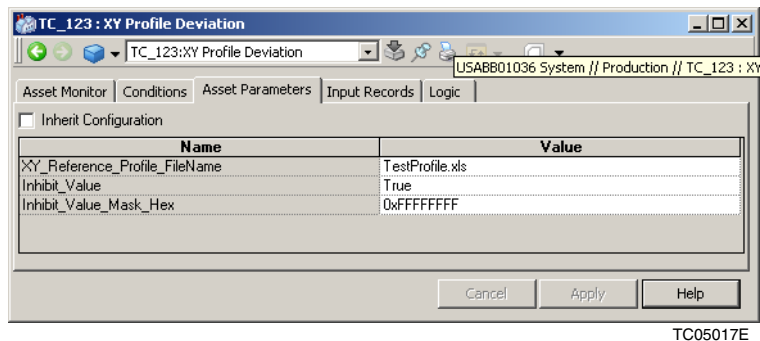 TC_123 : XY Profile Deviation
TC_123:XY Profile Deviation
USABB01036 System // Production // TC_123 : XY
Asset Monitor Conditions Asset Parameters Input Records Logic
Inherit Configuration
Name Value
XY_Reference_Profile_FileName TestProfile.xls
Inhibit_Value True
Inhibit_Value_Mask_Hex 0xFFFFFFFF
Cancel Apply Help
TC05017E